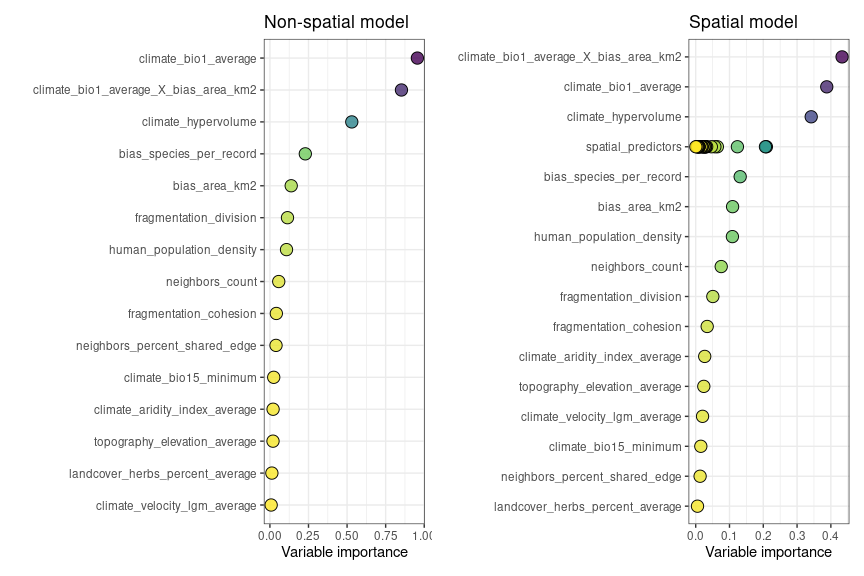 Non-spatial model
climate_bio1_average
climate_bio1_average_X_bias_area_km2
climate_hypervolume
bias_species_per_record
bias_area_km2
fragmentation_division
human_population_density
neighbors_count
fragmentation_cohesion
neighbors_percent_shared_edge
climate_bio15_minimum
climate_aridity_index_average
topography_elevation_average
landcover_herbs_percent_average
climate_velocity_lgm_average
0.00 0.25 0.50 0.75 1.00
Variable importance
Spatial model
climate_bio1_average_X_bias_area_km2
climate_bio1_average
climate_hypervolume
spatial_predictors
bias_species_per_record
bias_area_km2
human_population_density
neighbors_count
fragmentation_division
fragmentation_cohesion
climate_aridity_index_average
topography_elevation_average
climate_velocity_lgm_average
climate_bio15_minimum
neighbors_percent_shared_edge
landcover_herbs_percent_average
0.0 0.1 0.2 0.3 0.4
Variable importance